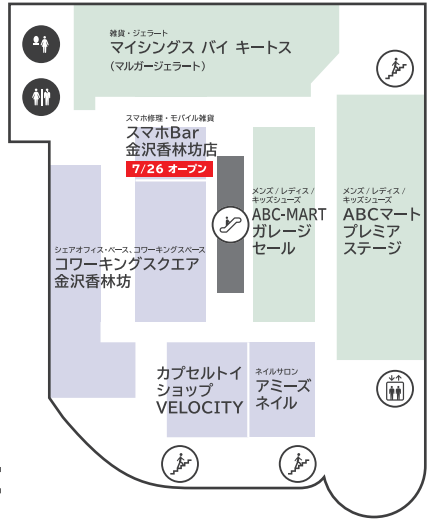 雑貨・ジェラート
マイシングス バイ キートス
(マルガージェラート)
スマホ修理・モバイル雑貨
スマホBar
金沢香林坊店
7/26 オープン
メンズ / レディス /
キッズシューズ
ABC-MART
ガレージ
セール
メンズ / レディス /
キッズシューズ
ABCマート
プレミア
ステージ
シェアオフィス・ベース、コワーキングスペース
コワーキングスクエア
金沢香林坊
カプセルトイ
ショップ
VELOCITY
ネイルサロン
アミーズ
ネイル